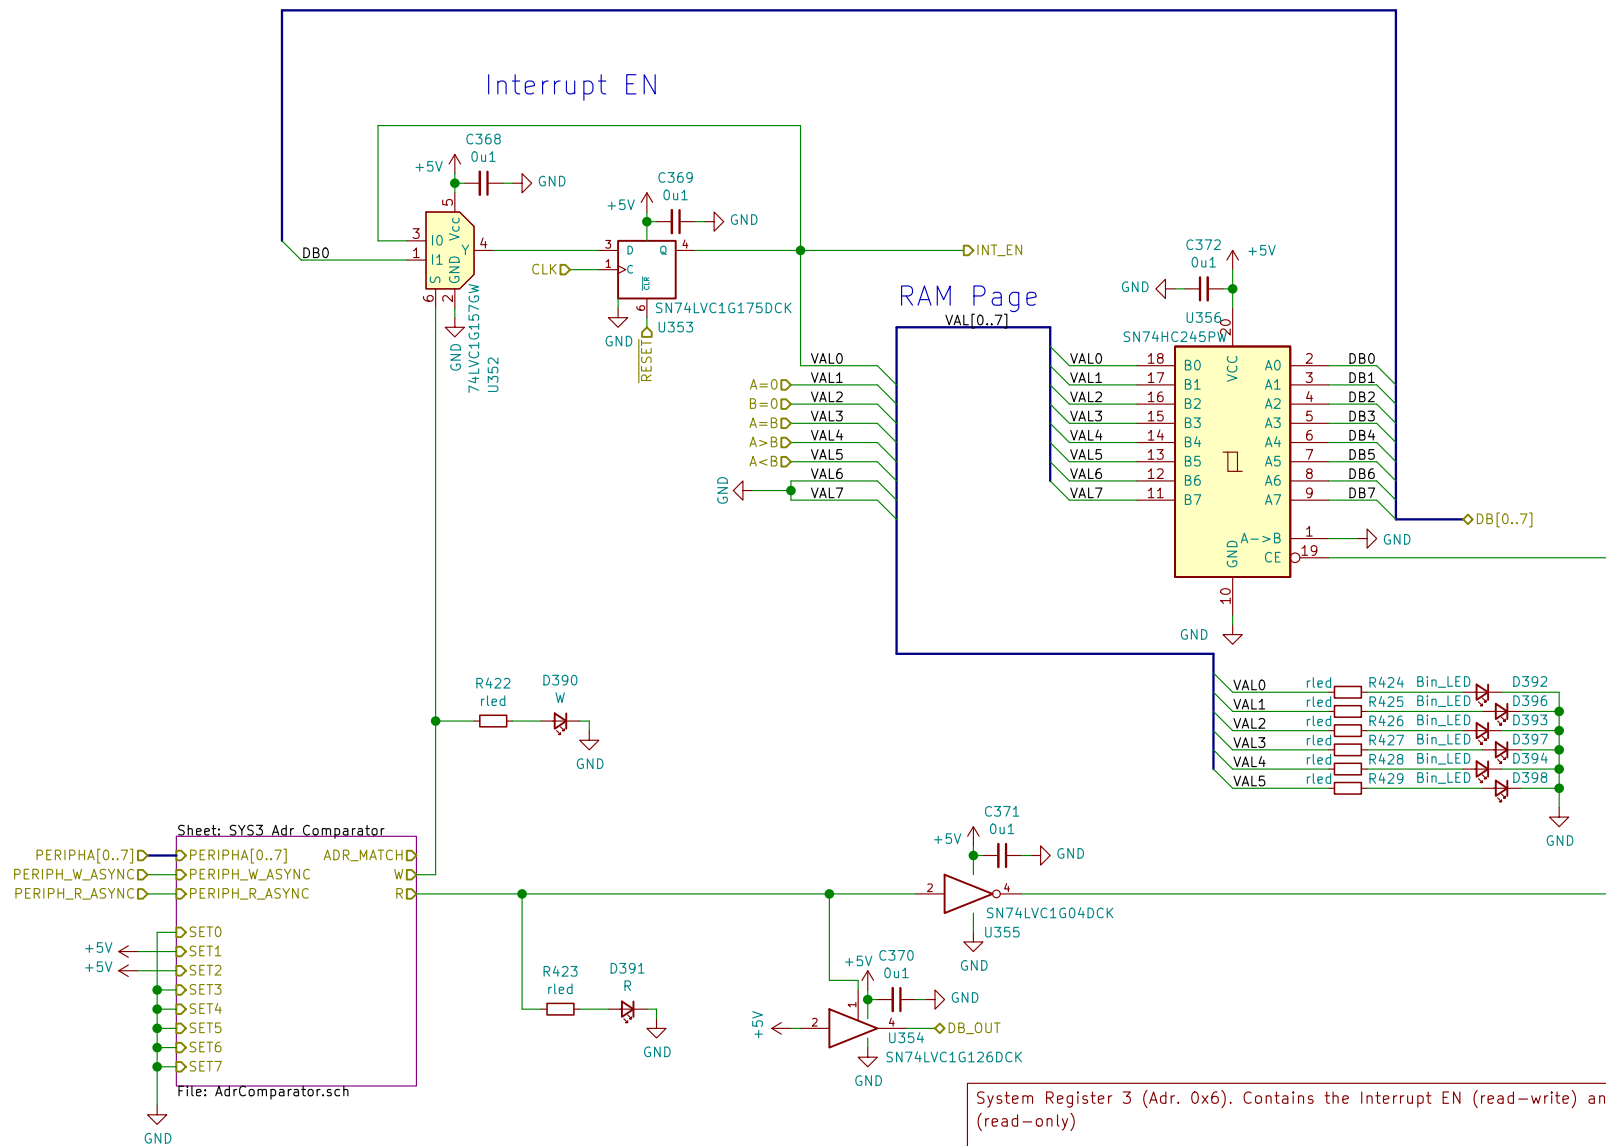 Interrupt EN
C368
0u1
+5V
GND
5
3
I0
Vcc
Y
4
1
I1
S
GND
6
2
GND
74LVC1G157GW
U352
DB0
C369
0u1
+5V
GND
3
D
Q
4
CLK
1
C
CLR
6
GND
SN74LVC1G175DCK
U353
RESET
INT_EN
RAM Page
VAL[0..7]
VAL0
A=0
VAL1
B=0
VAL2
A=B
VAL3
A>B
VAL4
A<B
VAL5
VAL6
GND
VAL7
C372
0u1
+5V
GND
U356
SN74HC245PW
20
VCC
VAL0 18 B0 A0 2 DB0
VAL1 17 B1 A1 3 DB1
VAL2 16 B2 A2 4 DB2
VAL3 15 B3 A3 5 DB3
VAL4 14 B4 A4 6 DB4
VAL5 13 B5 A5 7 DB5
VAL6 12 B6 A6 8 DB6
VAL7 11 B7 A7 9 DB7
DB[0..7]
A->B 1 GND
CE 19
GND
10
GND
VAL0 rled R424 Bin_LED D392
VAL1 rled R425 Bin_LED D396
VAL2 rled R426 Bin_LED D393
VAL3 rled R427 Bin_LED D397
VAL4 rled R428 Bin_LED D394
VAL5 rled R429 Bin_LED D398
GND
R422
rled
D390
W
GND
Sheet: SYS3 Adr Comparator
PERIPHA[0..7] PERIPHA[0..7] ADR_MATCH
PERIPH_W_ASYNC PERIPH_W_ASYNC W
PERIPH_R_ASYNC PERIPH_R_ASYNC R
SET0
+5V SET1
+5V SET2
SET3
SET4
SET5
SET6
SET7
File: AdrComparator.sch
GND
R423
rled
D391
R
GND
C371
0u1
+5V
GND
2
4
SN74LVC1G04DCK
U355
GND
C370
0u1
+5V
GND
1
+5V
2
4
DB_OUT
U354
SN74LVC1G126DCK
GND
System Register 3 (Adr. 0x6). Contains the Interrupt EN (read-write) an
(read-only)